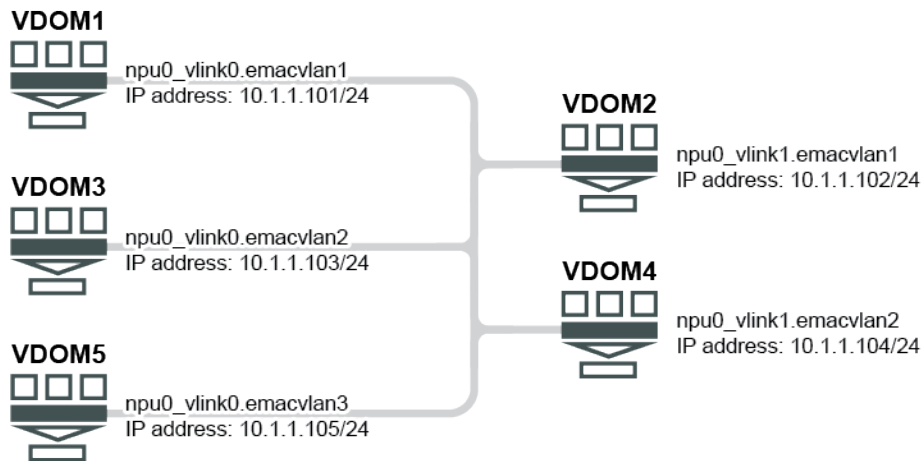 VDOM1
npu0_vlink0.emacvlan1
IP address: 10.1.1.101/24
VDOM2
npu0_vlink1.emacvlan1
IP address: 10.1.1.102/24
VDOM3
npu0_vlink0.emacvlan2
IP address: 10.1.1.103/24
VDOM4
npu0_vlink1.emacvlan2
IP address: 10.1.1.104/24
VDOM5
npu0_vlink0.emacvlan3
IP address: 10.1.1.105/24